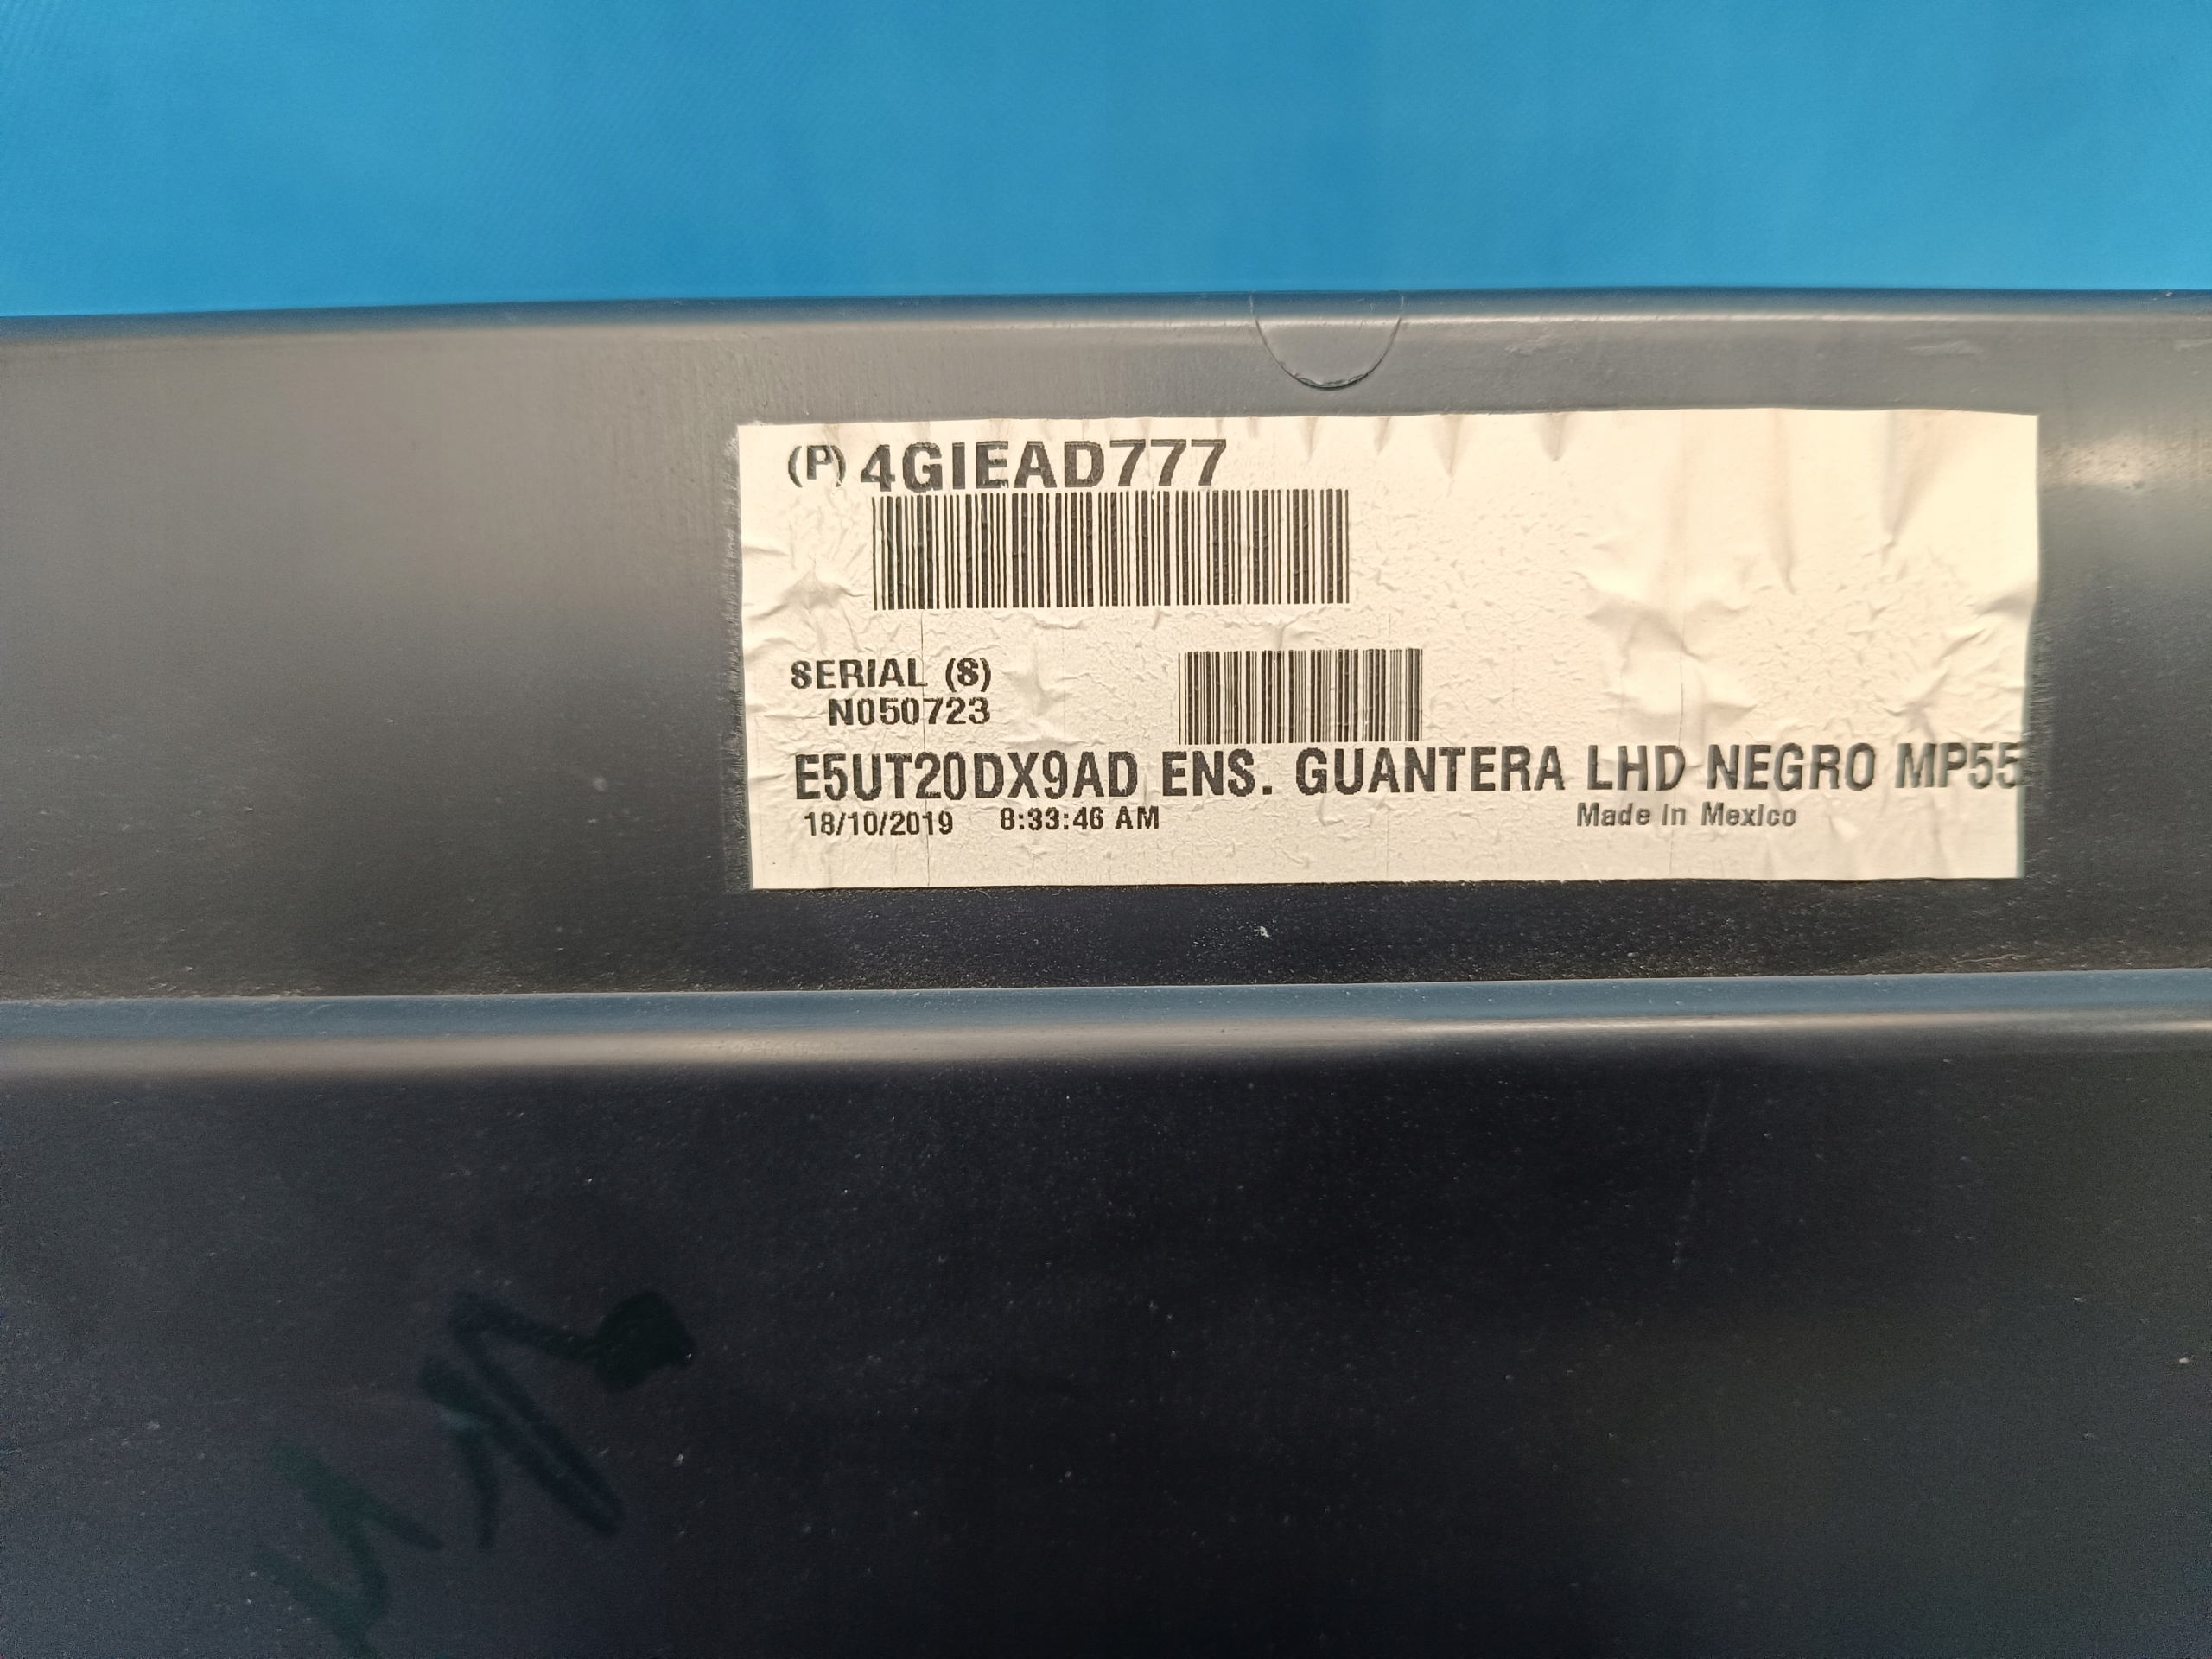 (P) 4GIEAD777
SERIAL (S)
N050723
E5UT20DX9AD ENS. GUANTERA LHD NEGRO MP55
18/10/2019 8:33:46 AM Made in Mexico